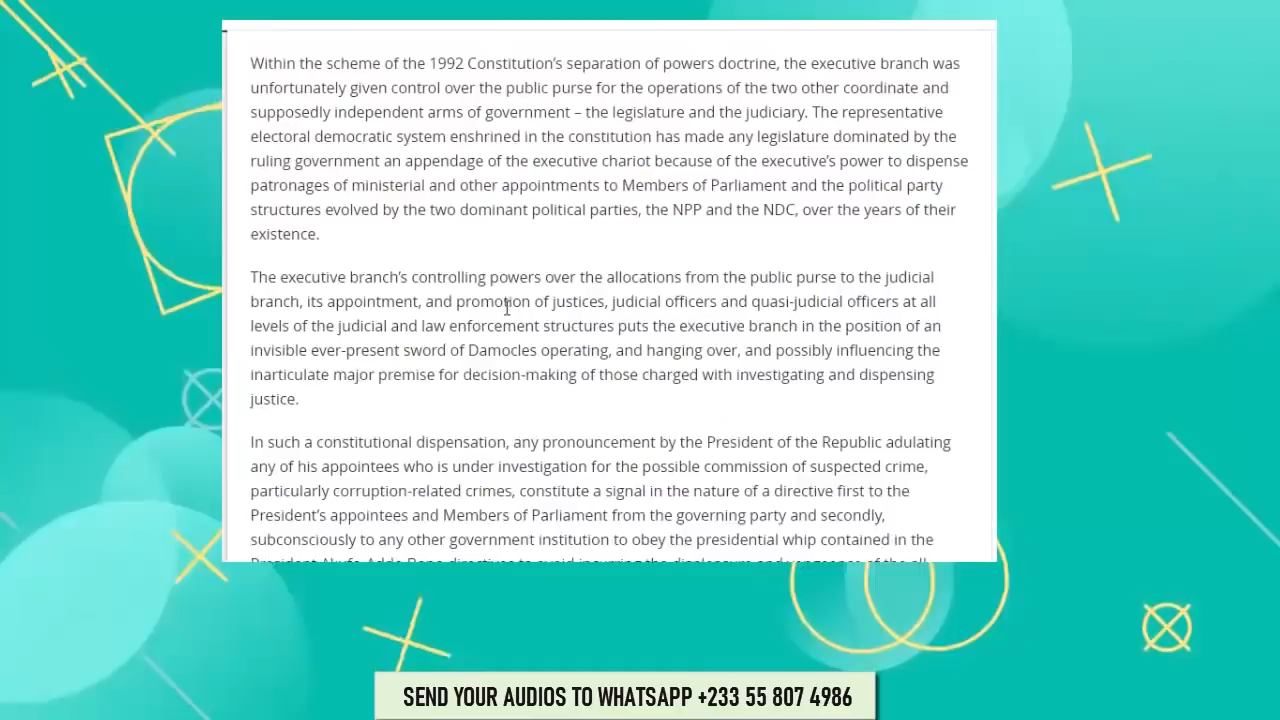 Within the scheme of the 1992 Constitution's separation of powers doctrine, the executive branch was
unfortunately given control over the public purse for the operations of the two other coordinate and
supposedly independent arms of government – the legislature and the judiciary. The representative
electoral democratic system enshrined in the constitution has made any legislature dominated by the
ruling government an appendage of the executive chariot because of the executive's power to dispense
patronages of ministerial and other appointments to Members of Parliament and the political party
structures evolved by the two dominant political parties, the NPP and the NDC, over the years of their
existence.
The executive branch's controlling powers over the allocations from the public purse to the judicial
branch, its appointment, and promotion of justices, judicial officers and quasi-judicial officers at all
levels of the judicial and law enforcement structures puts the executive branch in the position of an
invisible ever-present sword of Damocles operating, and hanging over, and possibly influencing the
inarticulate major premise for decision-making of those charged with investigating and dispensing
justice.
In such a constitutional dispensation, any pronouncement by the President of the Republic adulating
any of his appointees who is under investigation for the possible commission of suspected crime,
particularly corruption-related crimes, constitute a signal in the nature of a directive first to the
President's appointees and Members of Parliament from the governing party and secondly,
subconsciously to any other government institution to obey the presidential whip contained in the
SEND YOUR AUDIOS TO WHATSAPP +233 55 807 4986